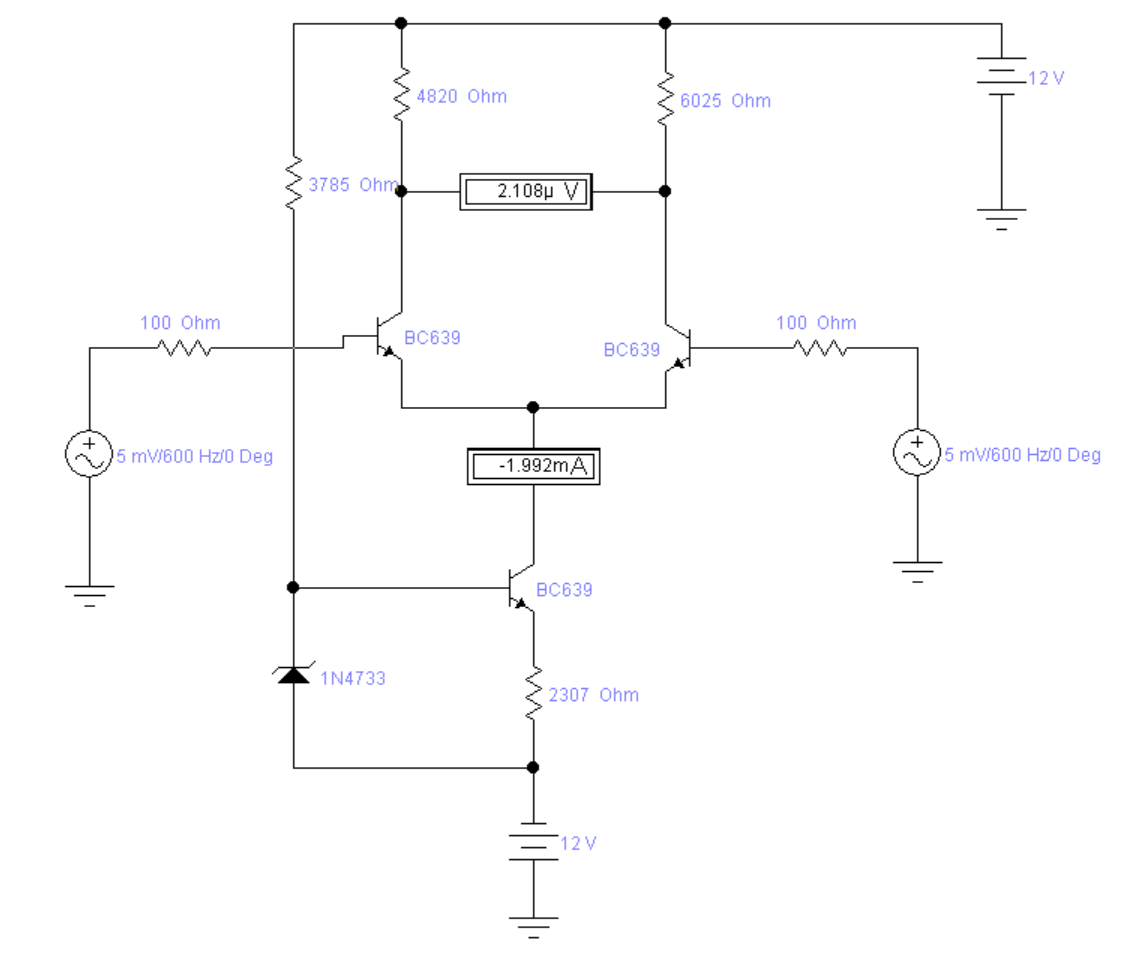 12 V
4820 Ohm
6025 Ohm
3785 Ohm
2.108µ V
100 Ohm
BC639
BC639
100 Ohm
5 mV/600 Hz/0 Deg
5 mV/600 Hz/0 Deg
-1.992mA
BC639
1N4733
2307 Ohm
12 V